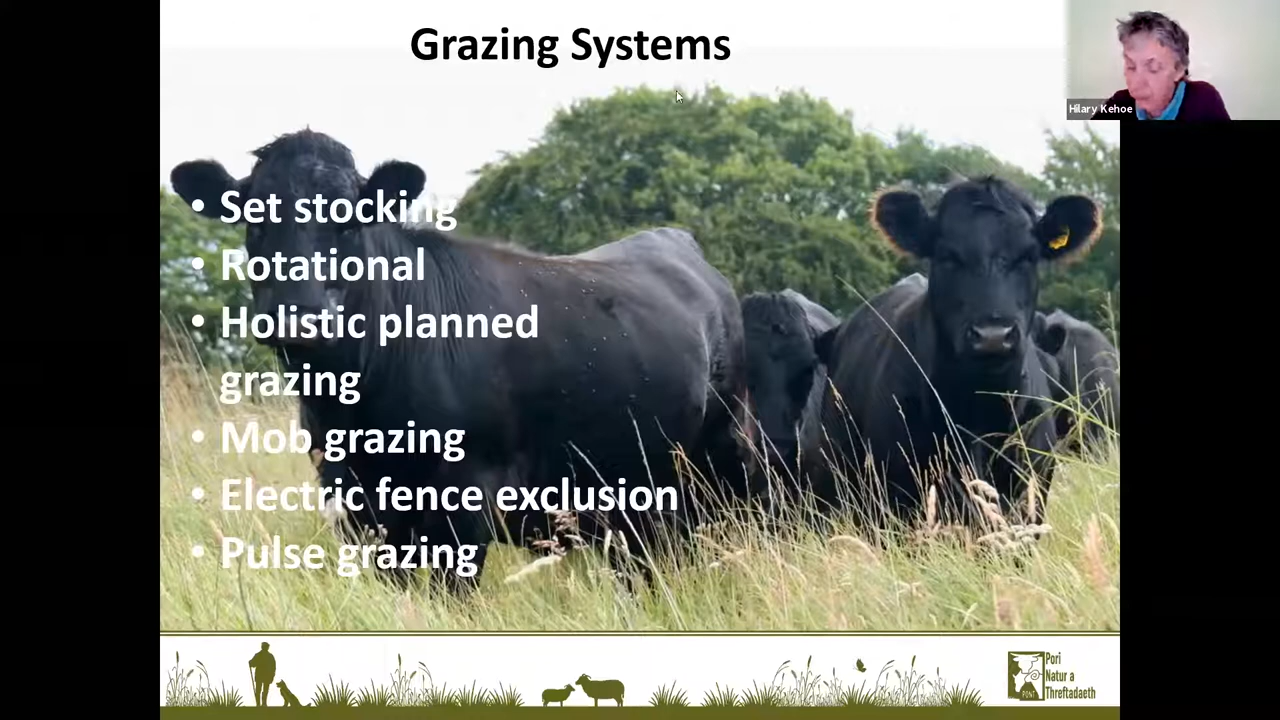 Grazing Systems
Hilary Kehoe
• Set stocking
• Rotational
• Holistic planned
grazing
• Mob grazing
• Electric fence exclusion
• Pulse grazing
Pori
Natur a
Threftadaeth
PONT